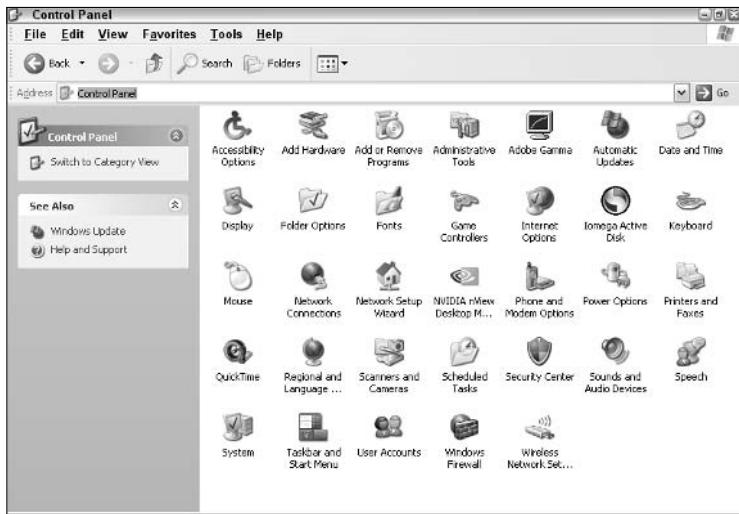 Control Panel
File Edit View Favorites Tools Help
Back Search Folders
Address Control Panel Go
Control Panel
Switch to Category View
See Also
Windows Update
Help and Support
Accessibility Options
Add Hardware
Add or Remove Programs
Administrative Tools
Adobe Gamma
Automatic Updates
Date and Time
Display
Folder Options
Fonts
Game Controllers
Internet Options
Iomega Active Disk
Keyboard
Mouse
Network Connections
Network Setup Wizard
NVIDIA nView Desktop M...
Phone and Modem Options
Power Options
Printers and Faxes
QuickTime
Regional and Language ...
Scanners and Cameras
Scheduled Tasks
Security Center
Sounds and Audio Devices
Speech
System
Taskbar and Start Menu
User Accounts
Windows Firewall
Wireless Network Set...